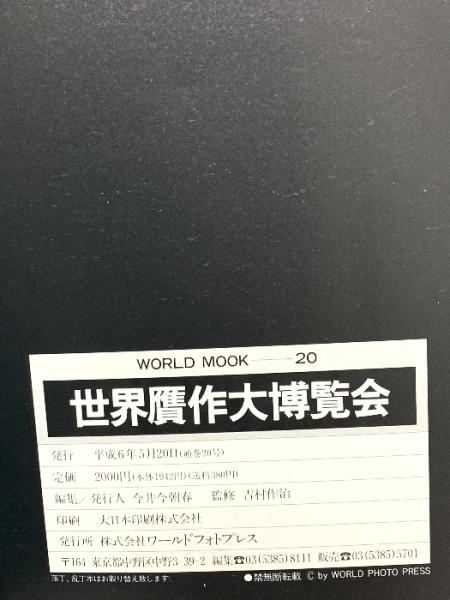 WORLD MOOK——20
世界贋作大博覧会
発行 平成6年5月20日(通巻20号)
定価 2000円(本体1942円)(送料380円)
編集／発行人 今井今朝春 監修 吉村作治
印刷 大日本印刷株式会社
発行所 株式会社ワールドフォトプレス
〒164 東京都中野区中野3-39-2 編集☎03(5385)8111 販売☎03(5385)5701
落丁、乱丁本はお取り替え致します。 ●禁無断転載 © by WORLD PHOTO PRESS